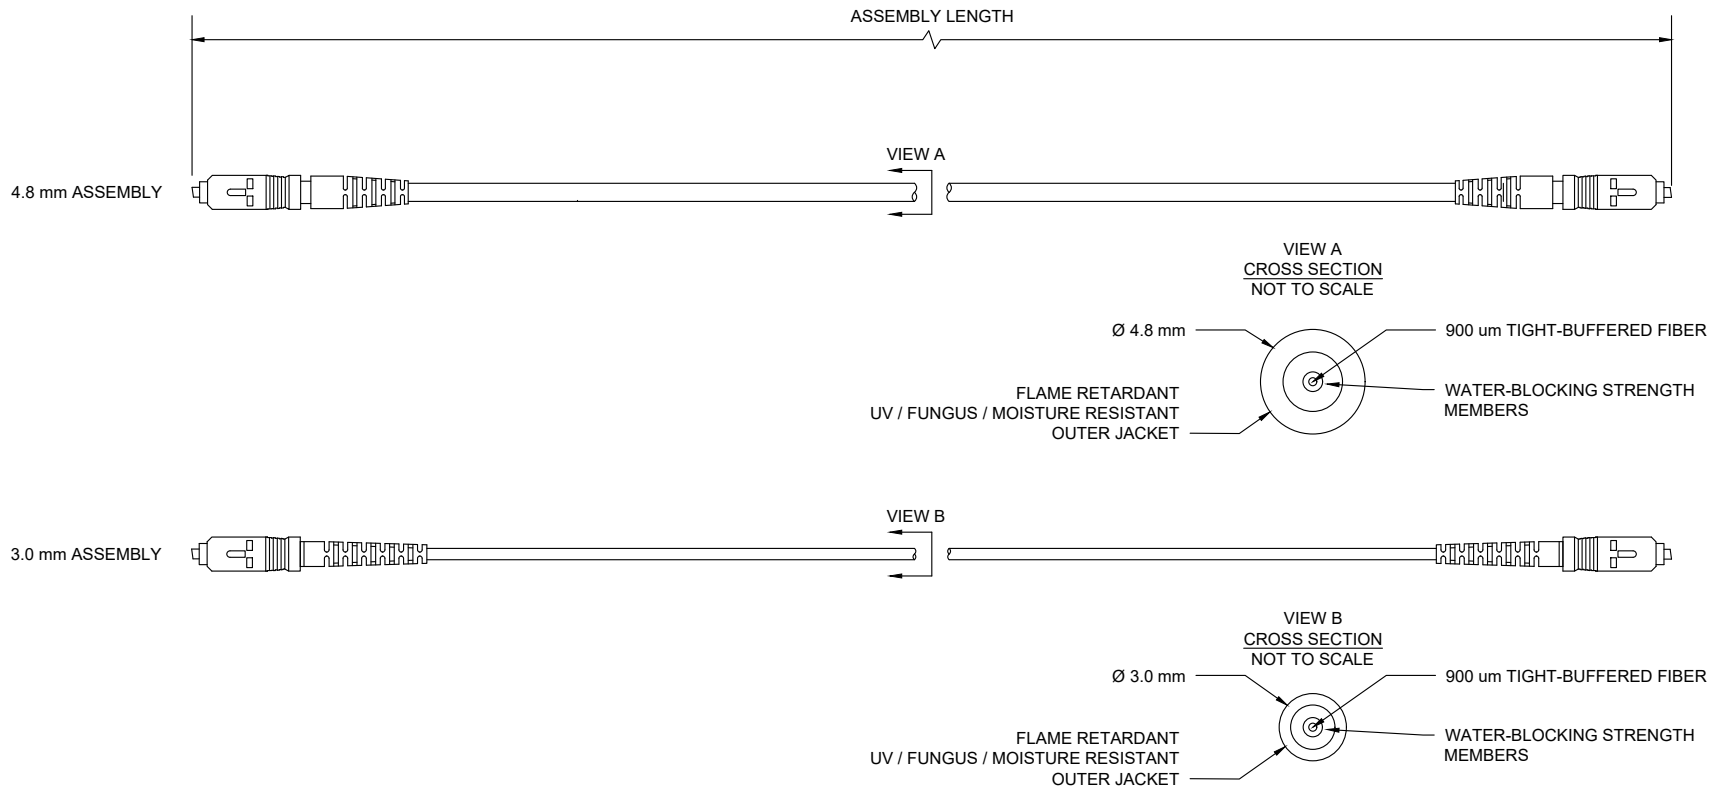 ASSEMBLY LENGTH
VIEW A
4.8 mm ASSEMBLY
VIEW A
CROSS SECTION
NOT TO SCALE
Ø 4.8 mm
900 um TIGHT-BUFFERED FIBER
FLAME RETARDANT
UV / FUNGUS / MOISTURE RESISTANT
OUTER JACKET
WATER-BLOCKING STRENGTH
MEMBERS
VIEW B
3.0 mm ASSEMBLY
VIEW B
CROSS SECTION
NOT TO SCALE
Ø 3.0 mm
900 um TIGHT-BUFFERED FIBER
FLAME RETARDANT
UV / FUNGUS / MOISTURE RESISTANT
OUTER JACKET
WATER-BLOCKING STRENGTH
MEMBERS